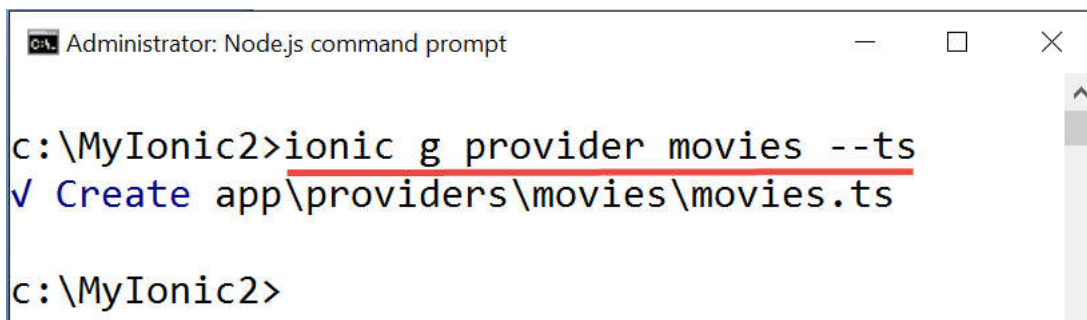 Administrator: Node.js command prompt
c:\MyIonic2>ionic g provider movies --ts
√ Create app\providers\movies\movies.ts
c:\MyIonic2>